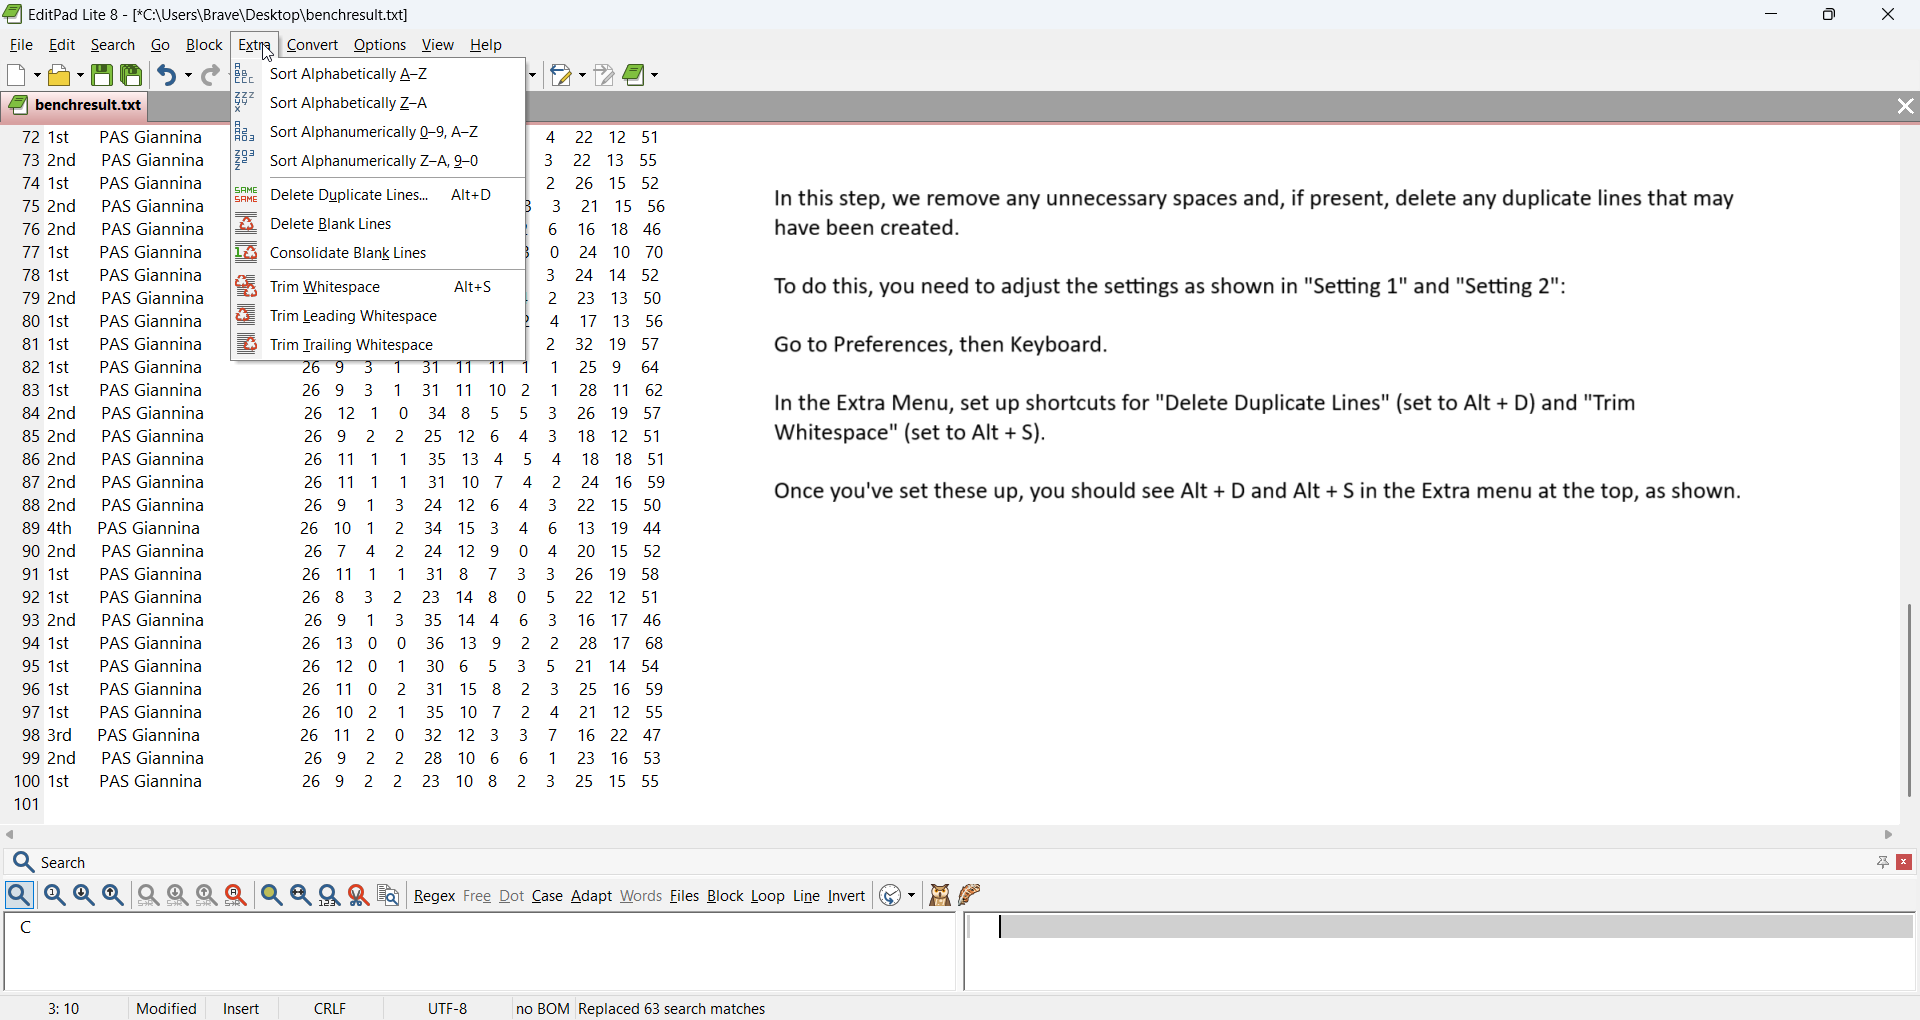 EditPad Lite 8 - [*C:\Users\Brave\Desktop\benchresult.txt]
File Edit Search Go Block Extra Convert Options View Help
benchresult.txt
Sort Alphabetically A–Z
Sort Alphabetically Z–A
Sort Alphanumerically 0–9, A–Z
Sort Alphanumerically Z–A, 9–0
Delete Duplicate Lines... Alt+D
Delete Blank Lines
Consolidate Blank Lines
Trim Whitespace Alt+S
Trim Leading Whitespace
Trim Trailing Whitespace
72 1st PAS Giannina 4 22 12 51
73 2nd PAS Giannina 3 22 13 55
74 1st PAS Giannina 2 26 15 52
75 2nd PAS Giannina 3 3 21 15 56
76 2nd PAS Giannina 6 16 18 46
77 1st PAS Giannina 0 24 10 70
78 1st PAS Giannina 3 24 14 52
79 2nd PAS Giannina 2 23 13 50
80 1st PAS Giannina 4 17 13 56
81 1st PAS Giannina 2 32 19 57
82 1st PAS Giannina 26 9 3 1 31 11 11 1 1 25 9 64
83 1st PAS Giannina 26 9 3 1 31 11 10 2 1 28 11 62
84 2nd PAS Giannina 26 12 1 0 34 8 5 5 3 26 19 57
85 2nd PAS Giannina 26 9 2 2 25 12 6 4 3 18 12 51
86 2nd PAS Giannina 26 11 1 1 35 13 4 5 4 18 18 51
87 2nd PAS Giannina 26 11 1 1 31 10 7 4 2 24 16 59
88 2nd PAS Giannina 26 9 1 3 24 12 6 4 3 22 15 50
89 4th PAS Giannina 26 10 1 2 34 15 3 4 6 13 19 44
90 2nd PAS Giannina 26 7 4 2 24 12 9 0 4 20 15 52
91 1st PAS Giannina 26 11 1 1 31 8 7 3 3 26 19 58
92 1st PAS Giannina 26 8 3 2 23 14 8 0 5 22 12 51
93 2nd PAS Giannina 26 9 1 3 35 14 4 6 3 16 17 46
94 1st PAS Giannina 26 13 0 0 36 13 9 2 2 28 17 68
95 1st PAS Giannina 26 12 0 1 30 6 5 3 5 21 14 54
96 1st PAS Giannina 26 11 0 2 31 15 8 2 3 25 16 59
97 1st PAS Giannina 26 10 2 1 35 10 7 2 4 21 12 55
98 3rd PAS Giannina 26 11 2 0 32 12 3 3 7 16 22 47
99 2nd PAS Giannina 26 9 2 2 28 10 6 6 1 23 16 53
100 1st PAS Giannina 26 9 2 2 23 10 8 2 3 25 15 55
101
In this step, we remove any unnecessary spaces and, if present, delete any duplicate lines that may
have been created.
To do this, you need to adjust the settings as shown in "Setting 1" and "Setting 2":
Go to Preferences, then Keyboard.
In the Extra Menu, set up shortcuts for "Delete Duplicate Lines" (set to Alt + D) and "Trim
Whitespace" (set to Alt + S).
Once you've set these up, you should see Alt + D and Alt + S in the Extra menu at the top, as shown.
Search
Regex Free Dot Case Adapt Words Files Block Loop Line Invert
C
3: 10 Modified Insert CRLF UTF-8 no BOM Replaced 63 search matches